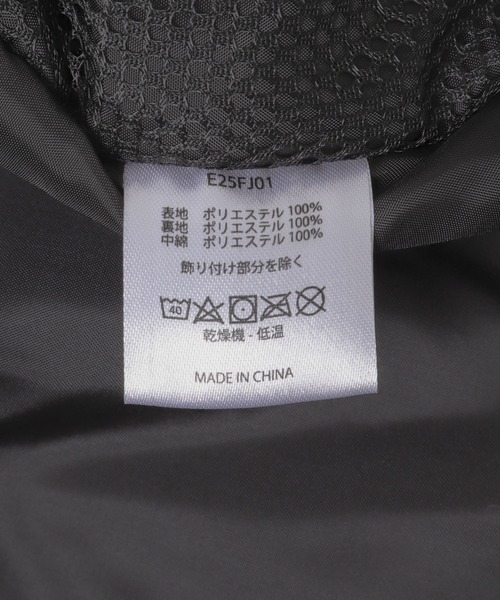 E25FJ01
表地 ポリエステル 100%
裏地 ポリエステル 100%
中綿 ポリエステル 100%
飾り付け部分を除く
40
乾燥機 - 低温
MADE IN CHINA